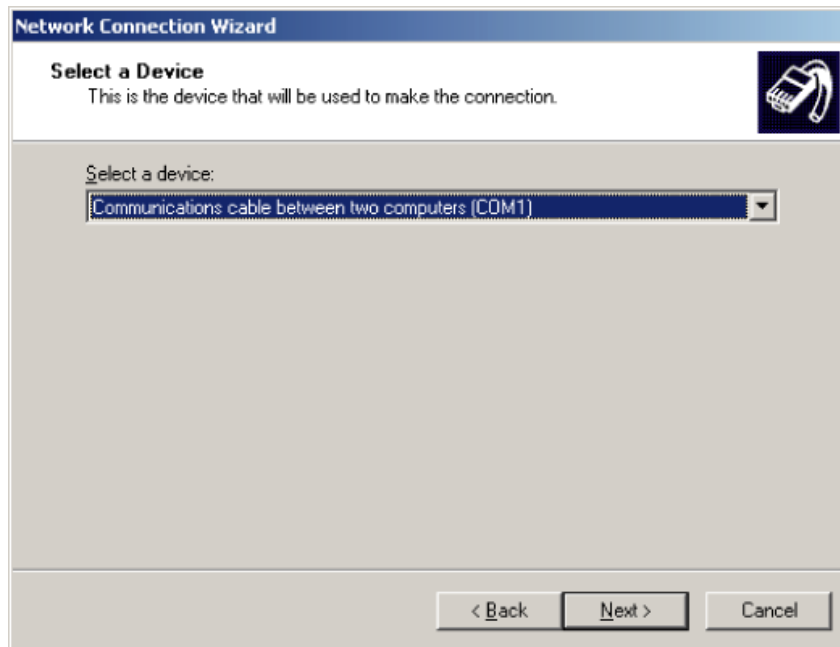 Network Connection Wizard
Select a Device
This is the device that will be used to make the connection.
Select a device:
Communications cable between two computers (COM1)
< Back
Next >
Cancel